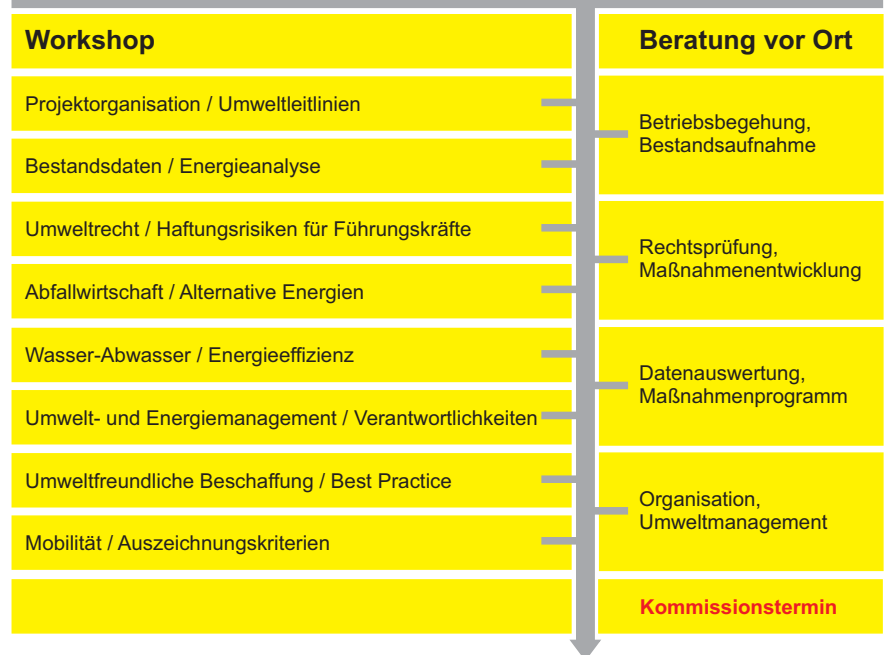 Workshop
Projektorganisation / Umweltleitlinien
Bestandsdaten / Energieanalyse
Umweltrecht / Haftungsrisiken für Führungskräfte
Abfallwirtschaft / Alternative Energien
Wasser-Abwasser / Energieeffizienz
Umwelt- und Energiemanagement / Verantwortlichkeiten
Umweltfreundliche Beschaffung / Best Practice
Mobilität / Auszeichnungskriterien
Beratung vor Ort
Betriebsbegehung,
Bestandsaufnahme
Rechtsprüfung,
Maßnahmenentwicklung
Datenauswertung,
Maßnahmenprogramm
Organisation,
Umweltmanagement
Kommissionstermin